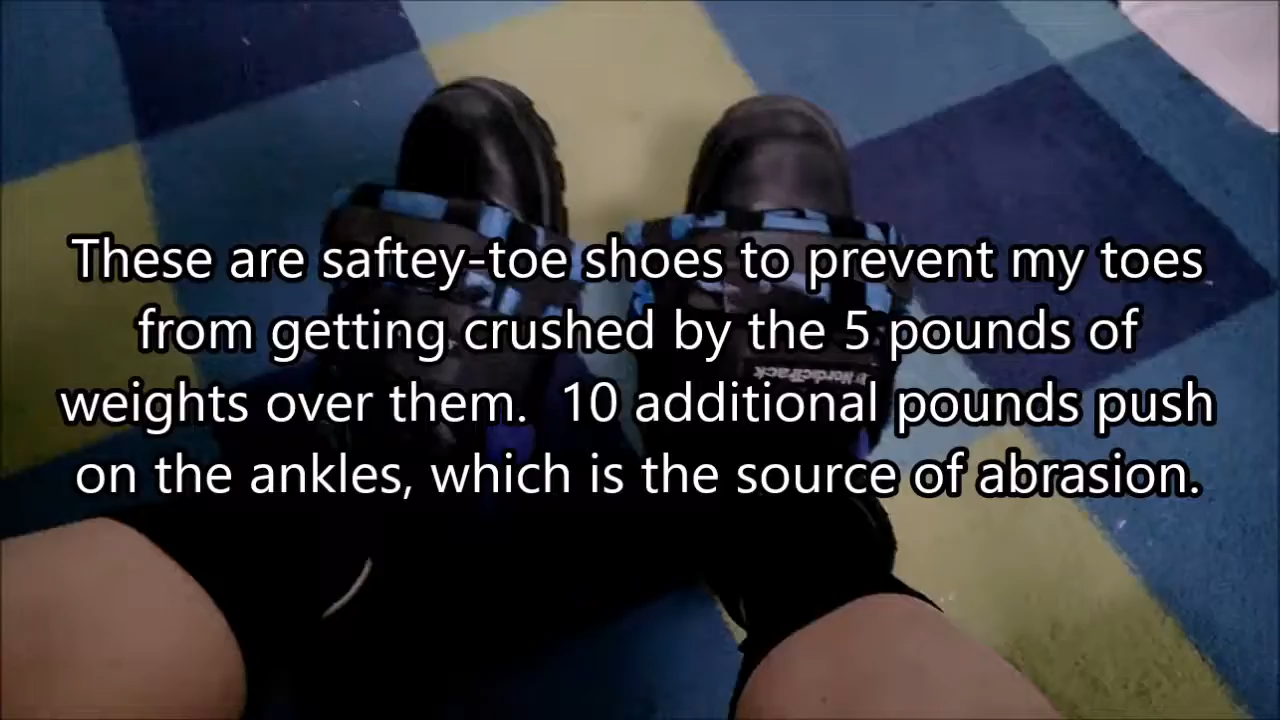 These are saftey-toe shoes to prevent my toes
from getting crushed by the 5 pounds of
weights over them.  10 additional pounds push
on the ankles, which is the source of abrasion.
NordicTrack